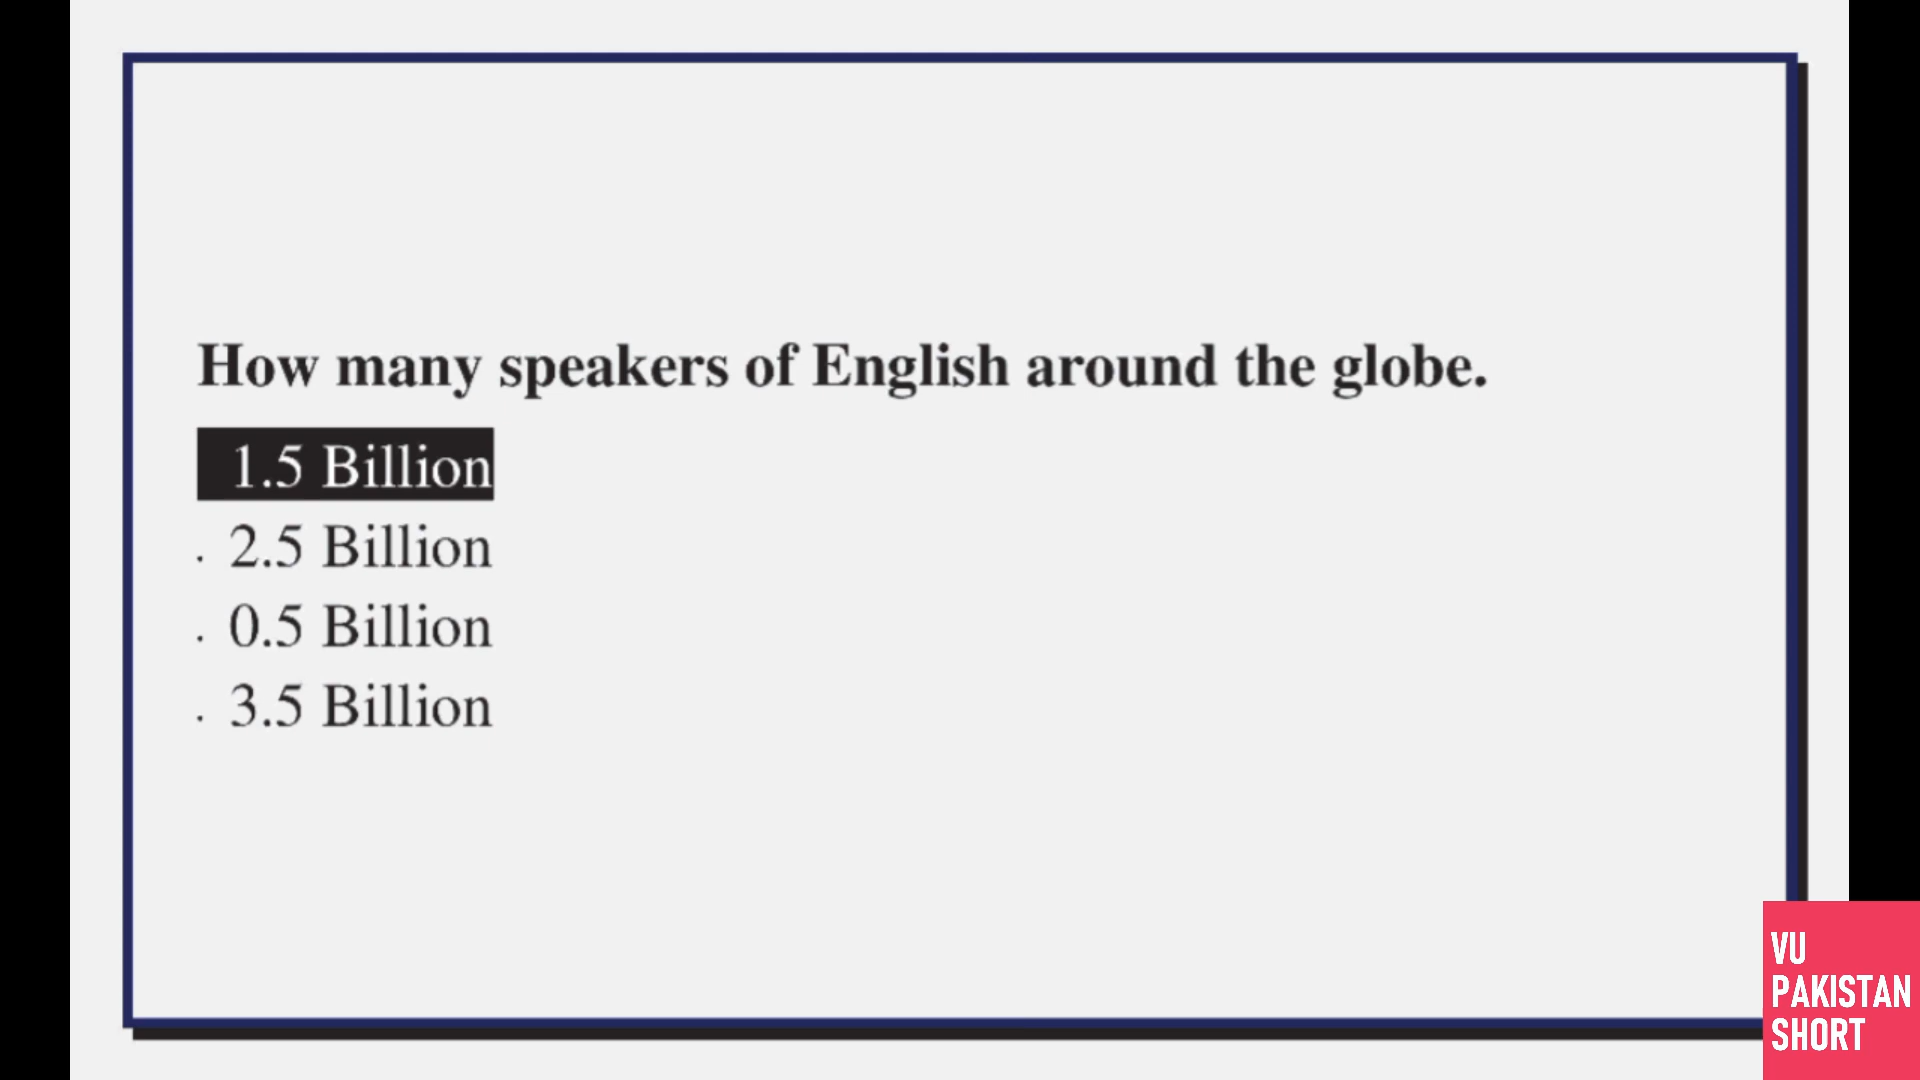 How many speakers of English around the globe.
1.5 Billion
. 2.5 Billion
. 0.5 Billion
. 3.5 Billion
VU
PAKISTAN
SHORT